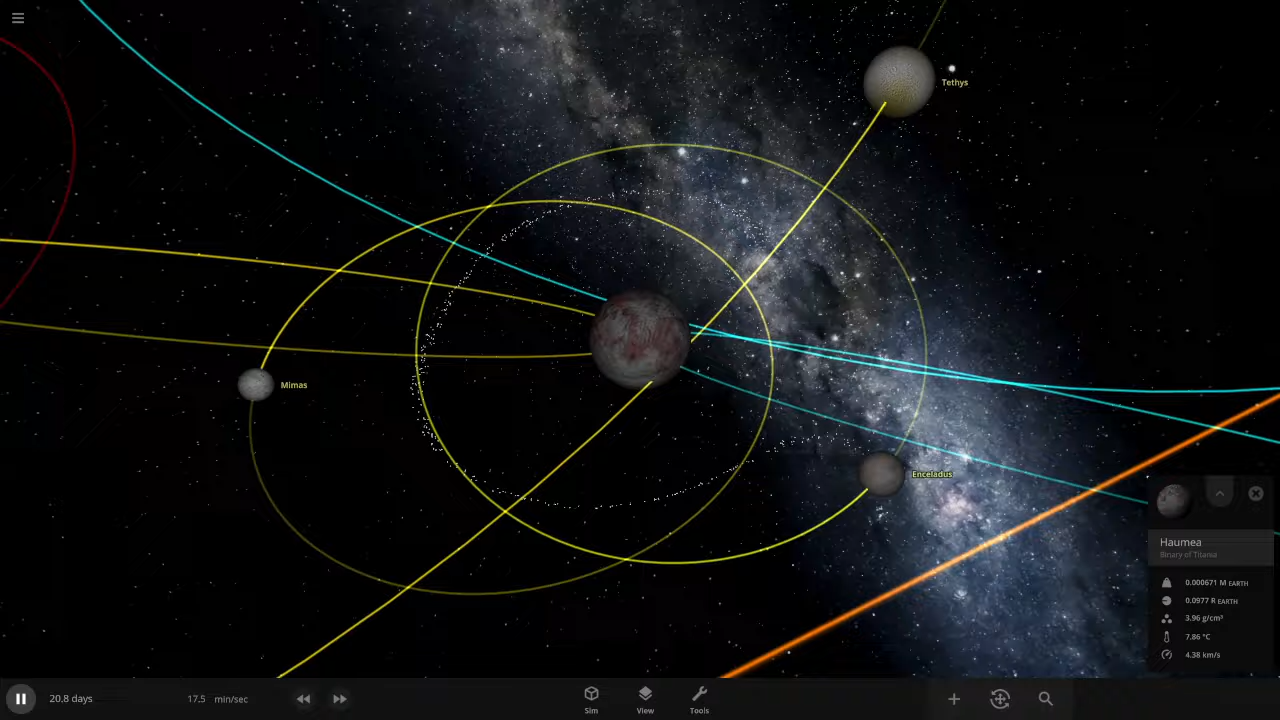 Tethys
Mimas
Enceladus
Haumea
Binary of Titania
0.000671 M EARTH
0.0977 R EARTH
3.96 g/cm³
7.86 °C
4.38 km/s
20.8 days
17.5 min/sec
Sim
View
Tools